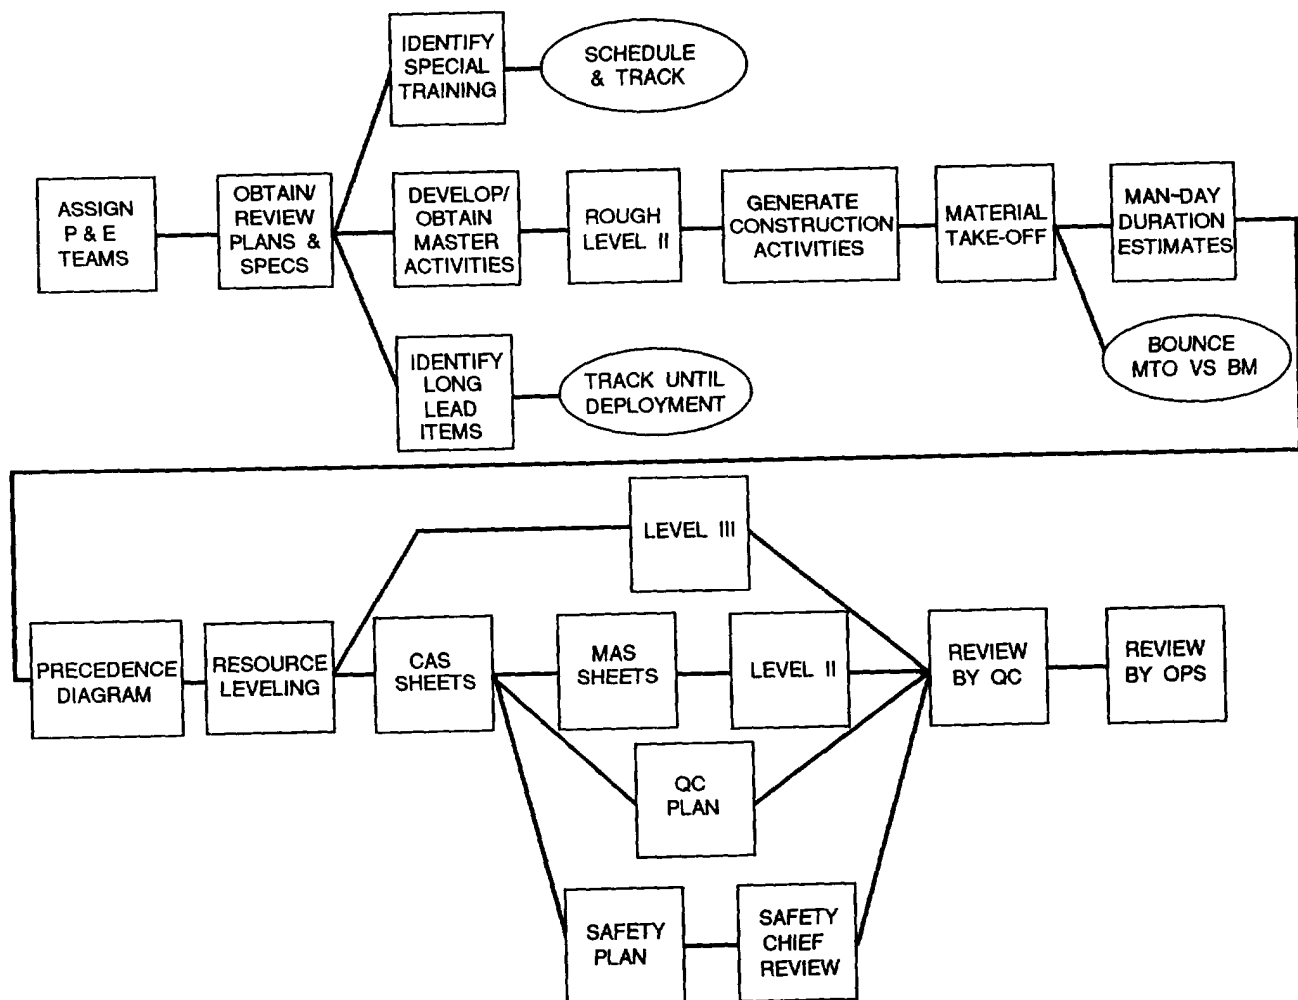 IDENTIFY
SPECIAL
TRAINING
SCHEDULE
& TRACK
ASSIGN
P & E
TEAMS
OBTAIN/
REVIEW
PLANS &
SPECS
DEVELOP/
OBTAIN
MASTER
ACTIVITIES
ROUGH
LEVEL II
GENERATE
CONSTRUCTION
ACTIVITIES
MATERIAL
TAKE-OFF
MAN-DAY
DURATION
ESTIMATES
IDENTIFY
LONG
LEAD
ITEMS
TRACK UNTIL
DEPLOYMENT
BOUNCE
MTO VS BM
LEVEL III
PRECEDENCE
DIAGRAM
RESOURCE
LEVELING
CAS
SHEETS
MAS
SHEETS
LEVEL II
REVIEW
BY QC
REVIEW
BY OPS
QC
PLAN
SAFETY
PLAN
SAFETY
CHIEF
REVIEW